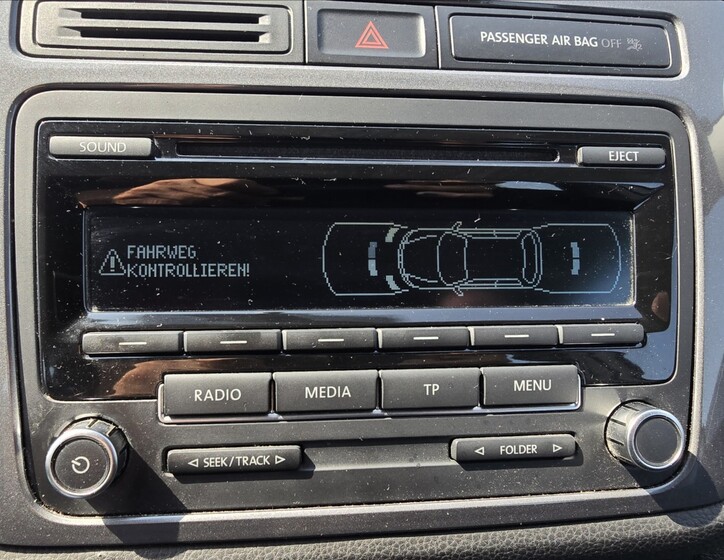 PASSENGER AIR BAG OFF
SOUND
EJECT
FAHRWEG
KONTROLLIEREN!
RADIO
MEDIA
TP
MENU
SEEK/TRACK
FOLDER